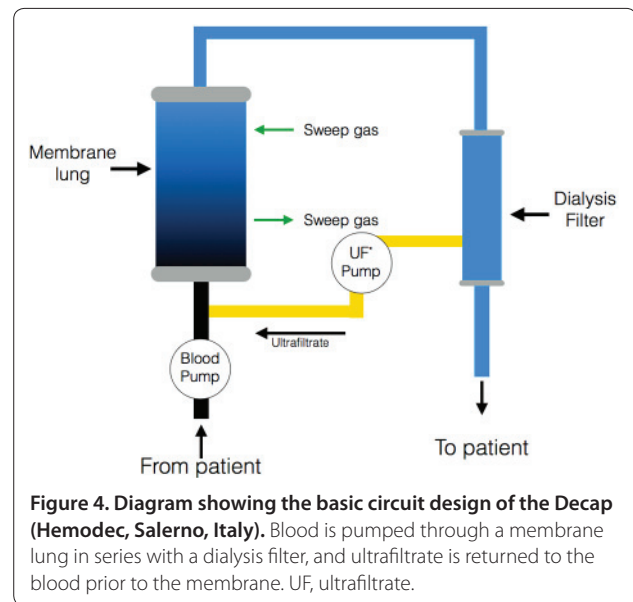 Membrane
lung
Sweep gas
Sweep gas
UF*
Pump
Dialysis
Filter
Ultrafiltrate
Blood
Pump
From patient
To patient
Figure 4. Diagram showing the basic circuit design of the Decap
(Hemodec, Salerno, Italy). Blood is pumped through a membrane
lung in series with a dialysis filter, and ultrafiltrate is returned to the
blood prior to the membrane. UF, ultrafiltrate.